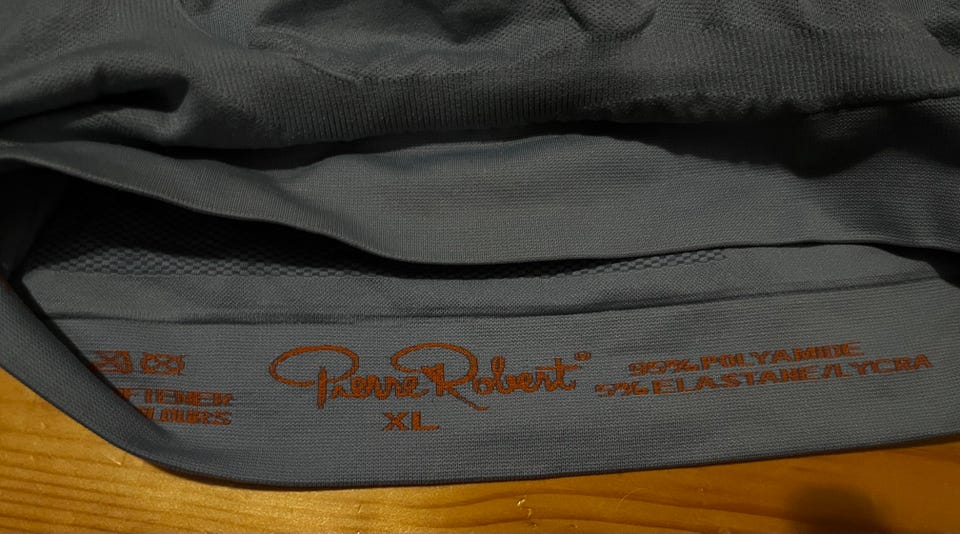 Pierre Robert®
XL
95% POLYAMIDE
5% ELASTANE/LYCRA